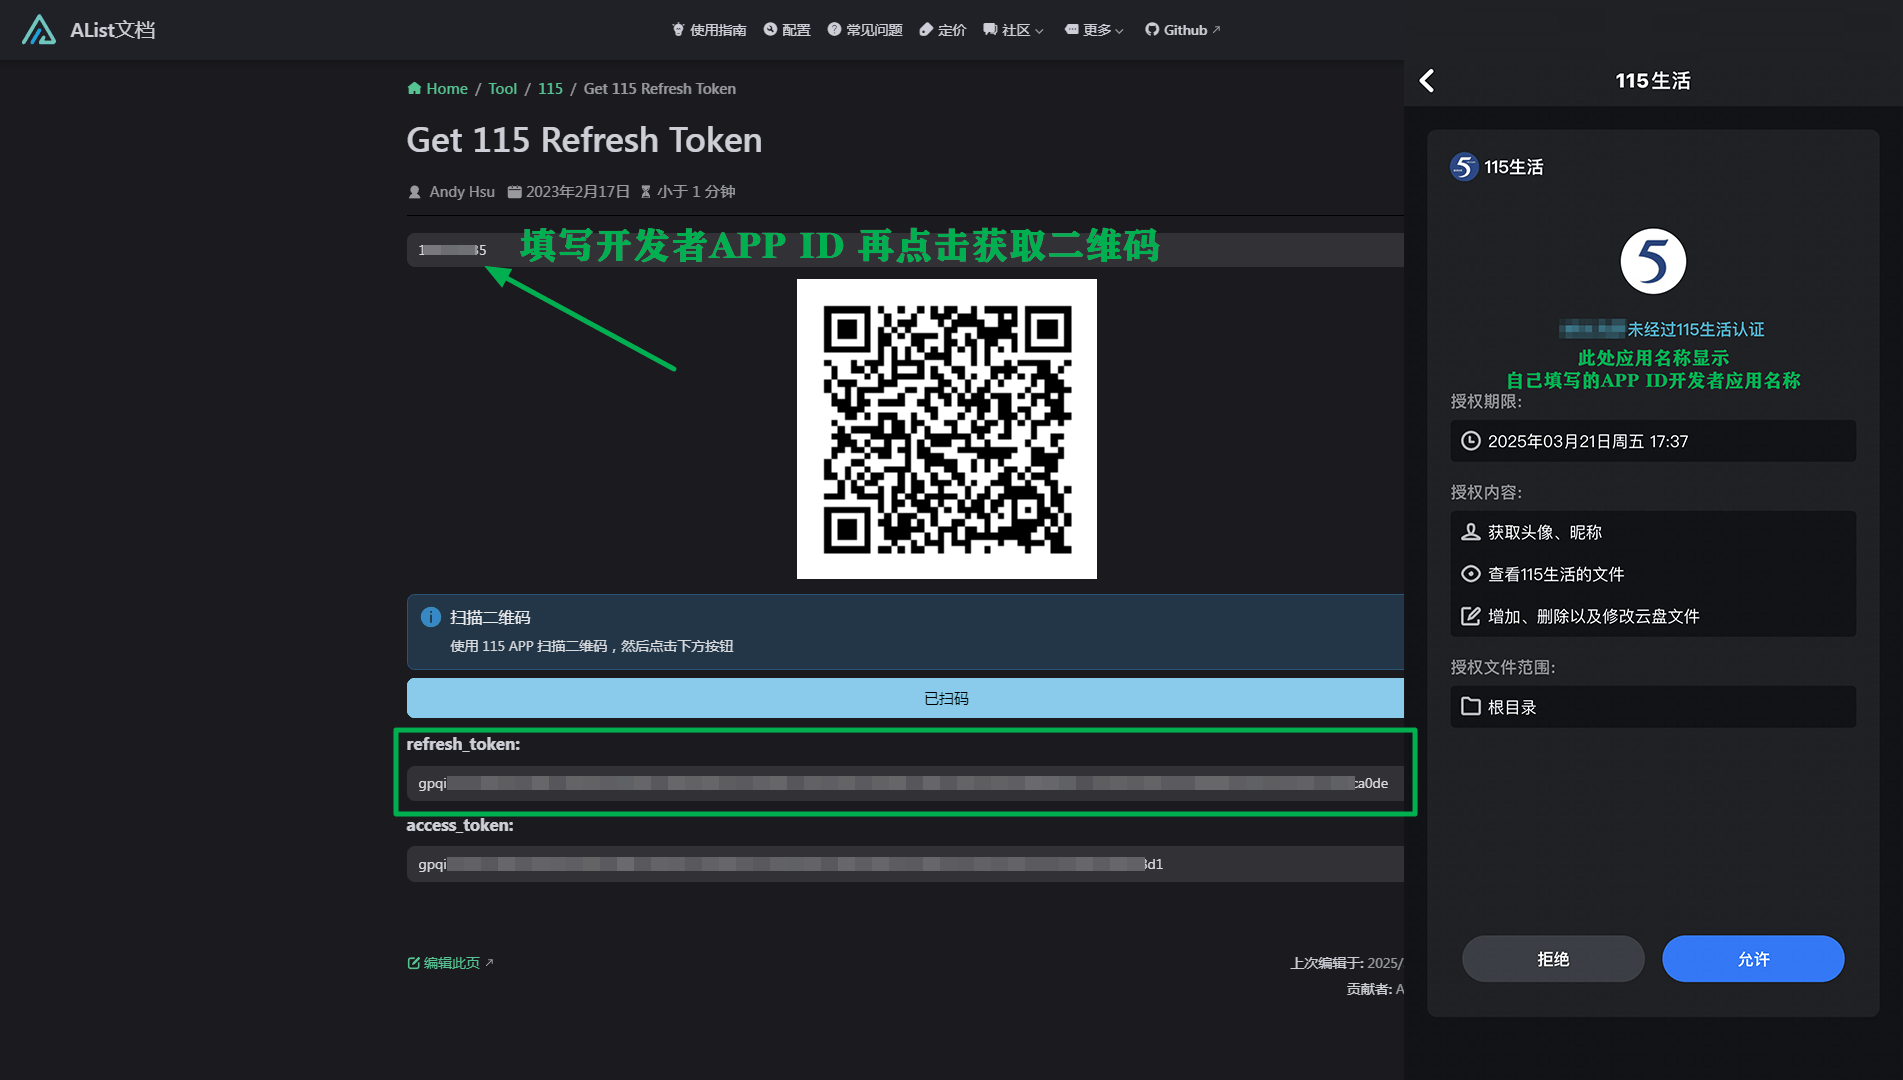 AList文档
使用指南 配置 常见问题 定价 社区 更多 Github
Home / Tool / 115 / Get 115 Refresh Token
Get 115 Refresh Token
Andy Hsu 2023年2月17日 小于 1 分钟
填写开发者APP ID 再点击获取二维码
扫描二维码
使用 115 APP 扫描二维码，然后点击下方按钮
已扫码
refresh_token:
gpqi
ca0de
access_token:
gpqi
3d1
编辑此页
上次编辑于: 2025/
贡献者: A
115生活
115生活
未经过115生活认证
此处应用名称显示
自己填写的APP ID开发者应用名称
授权期限:
2025年03月21日周五 17:37
授权内容:
获取头像、昵称
查看115生活的文件
增加、删除以及修改云盘文件
授权文件范围:
根目录
拒绝 允许